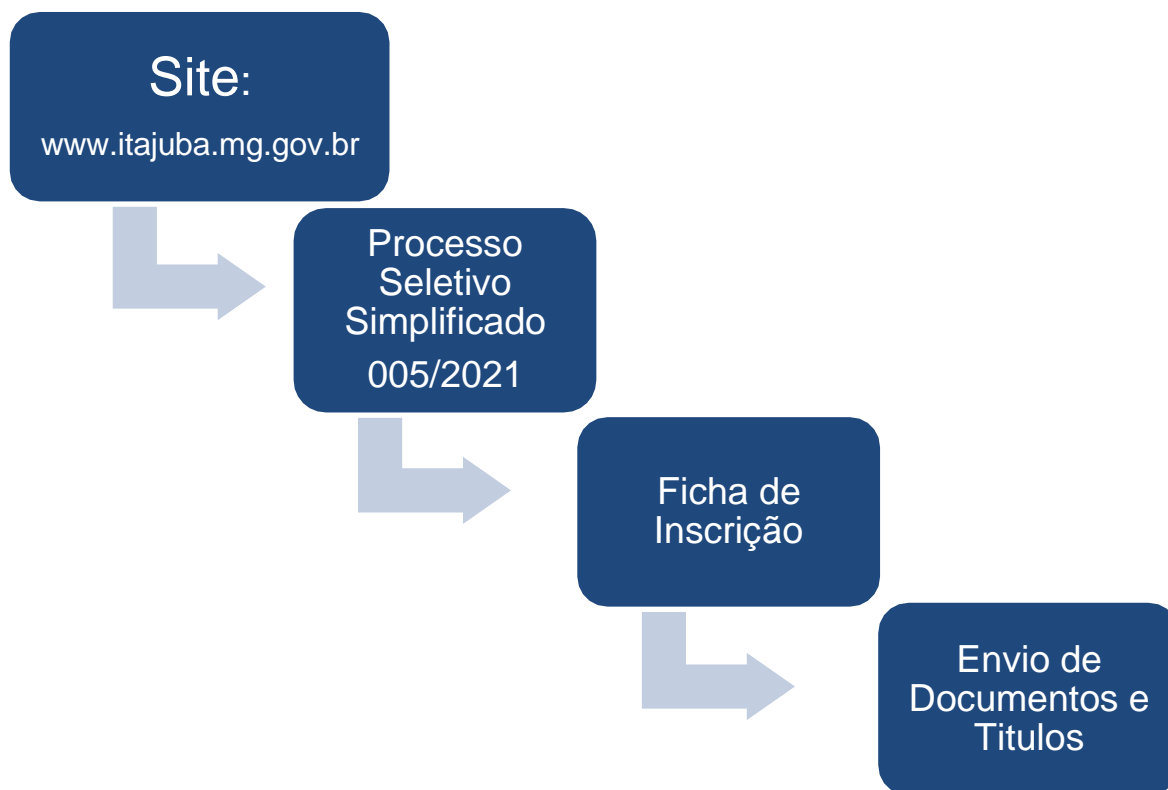 Site:
www.itajuba.mg.gov.br
Processo
Seletivo
Simplificado
005/2021
Ficha de
Inscrição
Envio de
Documentos e
Titulos